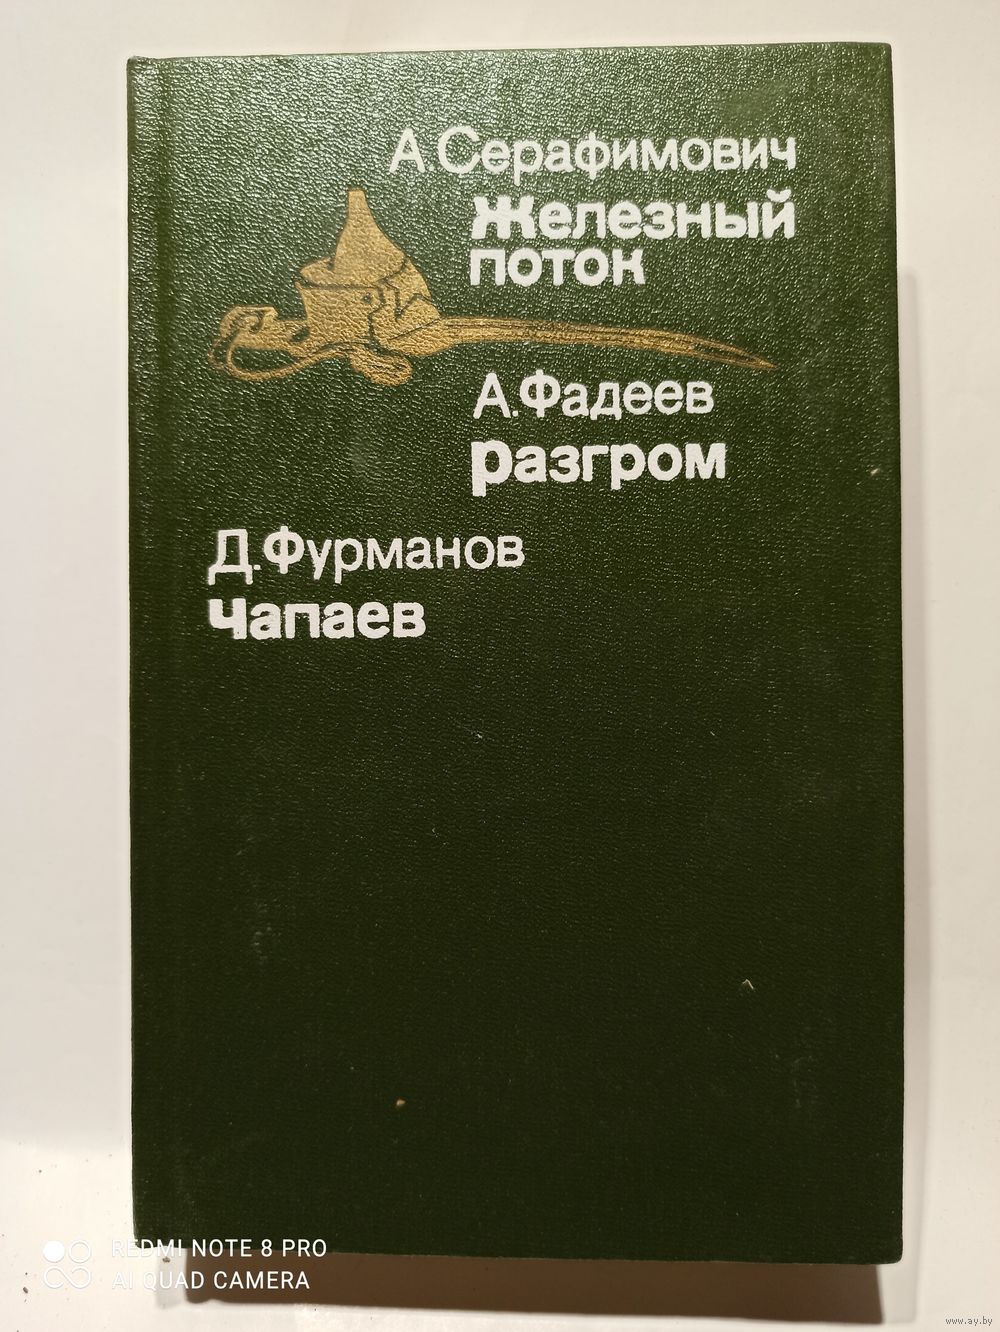 А.Серафимович
Железный
поток
А.Фадеев
Разгром
Д.Фурманов
Чапаев
REDMI NOTE 8 PRO
AI QUAD CAMERA
www.ay.by